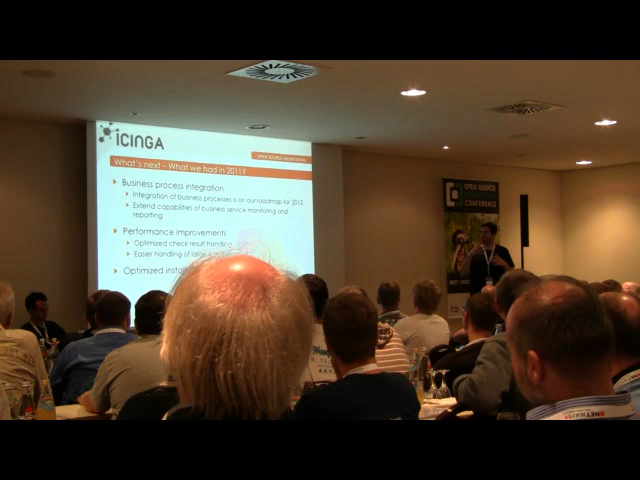 ICINGA
OPEN SOURCE MONITORING
What's next – What we had in 2011?
Business process integration
Integration of business processes is on our roadmap for 2012
Extend capabilities of business service monitoring and
reporting
Performance improvements
Optimized check result handling
Easier handling of large
Optimized
OPEN SOURCE
CONFERENCE
NETWAYS